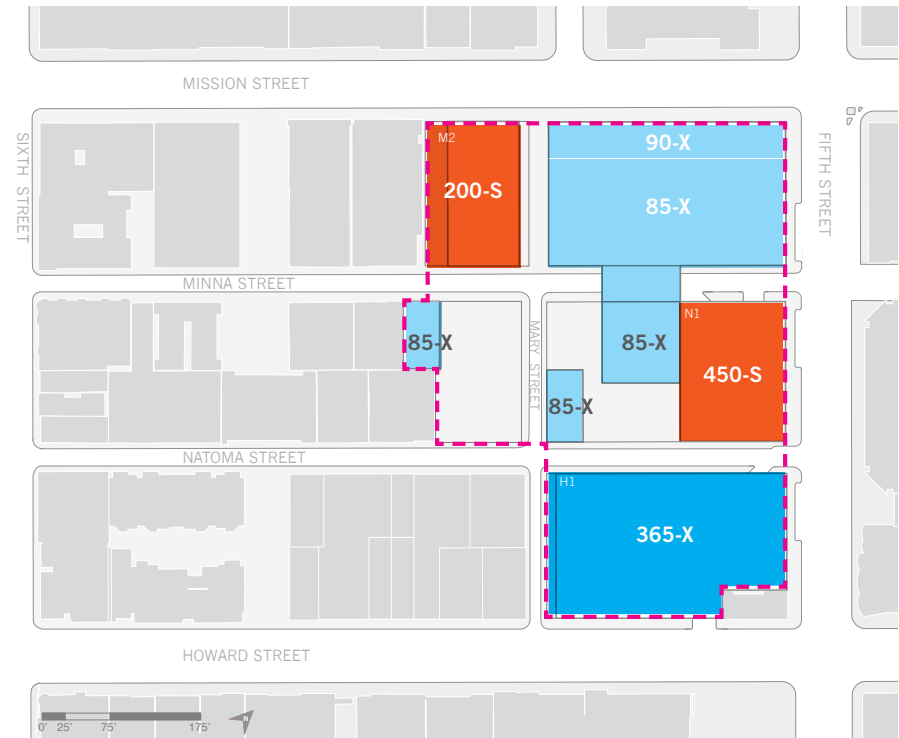 MISSION STREET
SIXTH STREET
FIFTH STREET
M2
200-S
90-X
85-X
MINNA STREET
85-X
MARY STREET
85-X
N1
450-S
85-X
NATOMA STREET
H1
365-X
HOWARD STREET
0' 25' 75' 175'
N